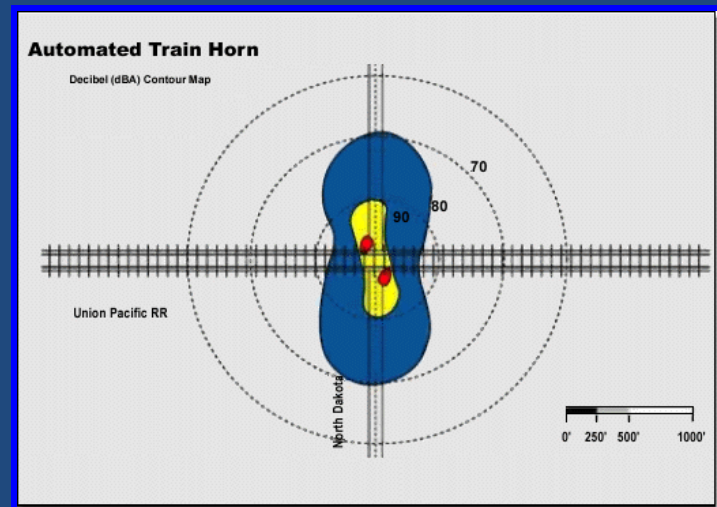 Automated Train Horn
Decibel (dBA) Contour Map
70
80
90
Union Pacific RR
North Dakota
0' 250' 500' 1000'